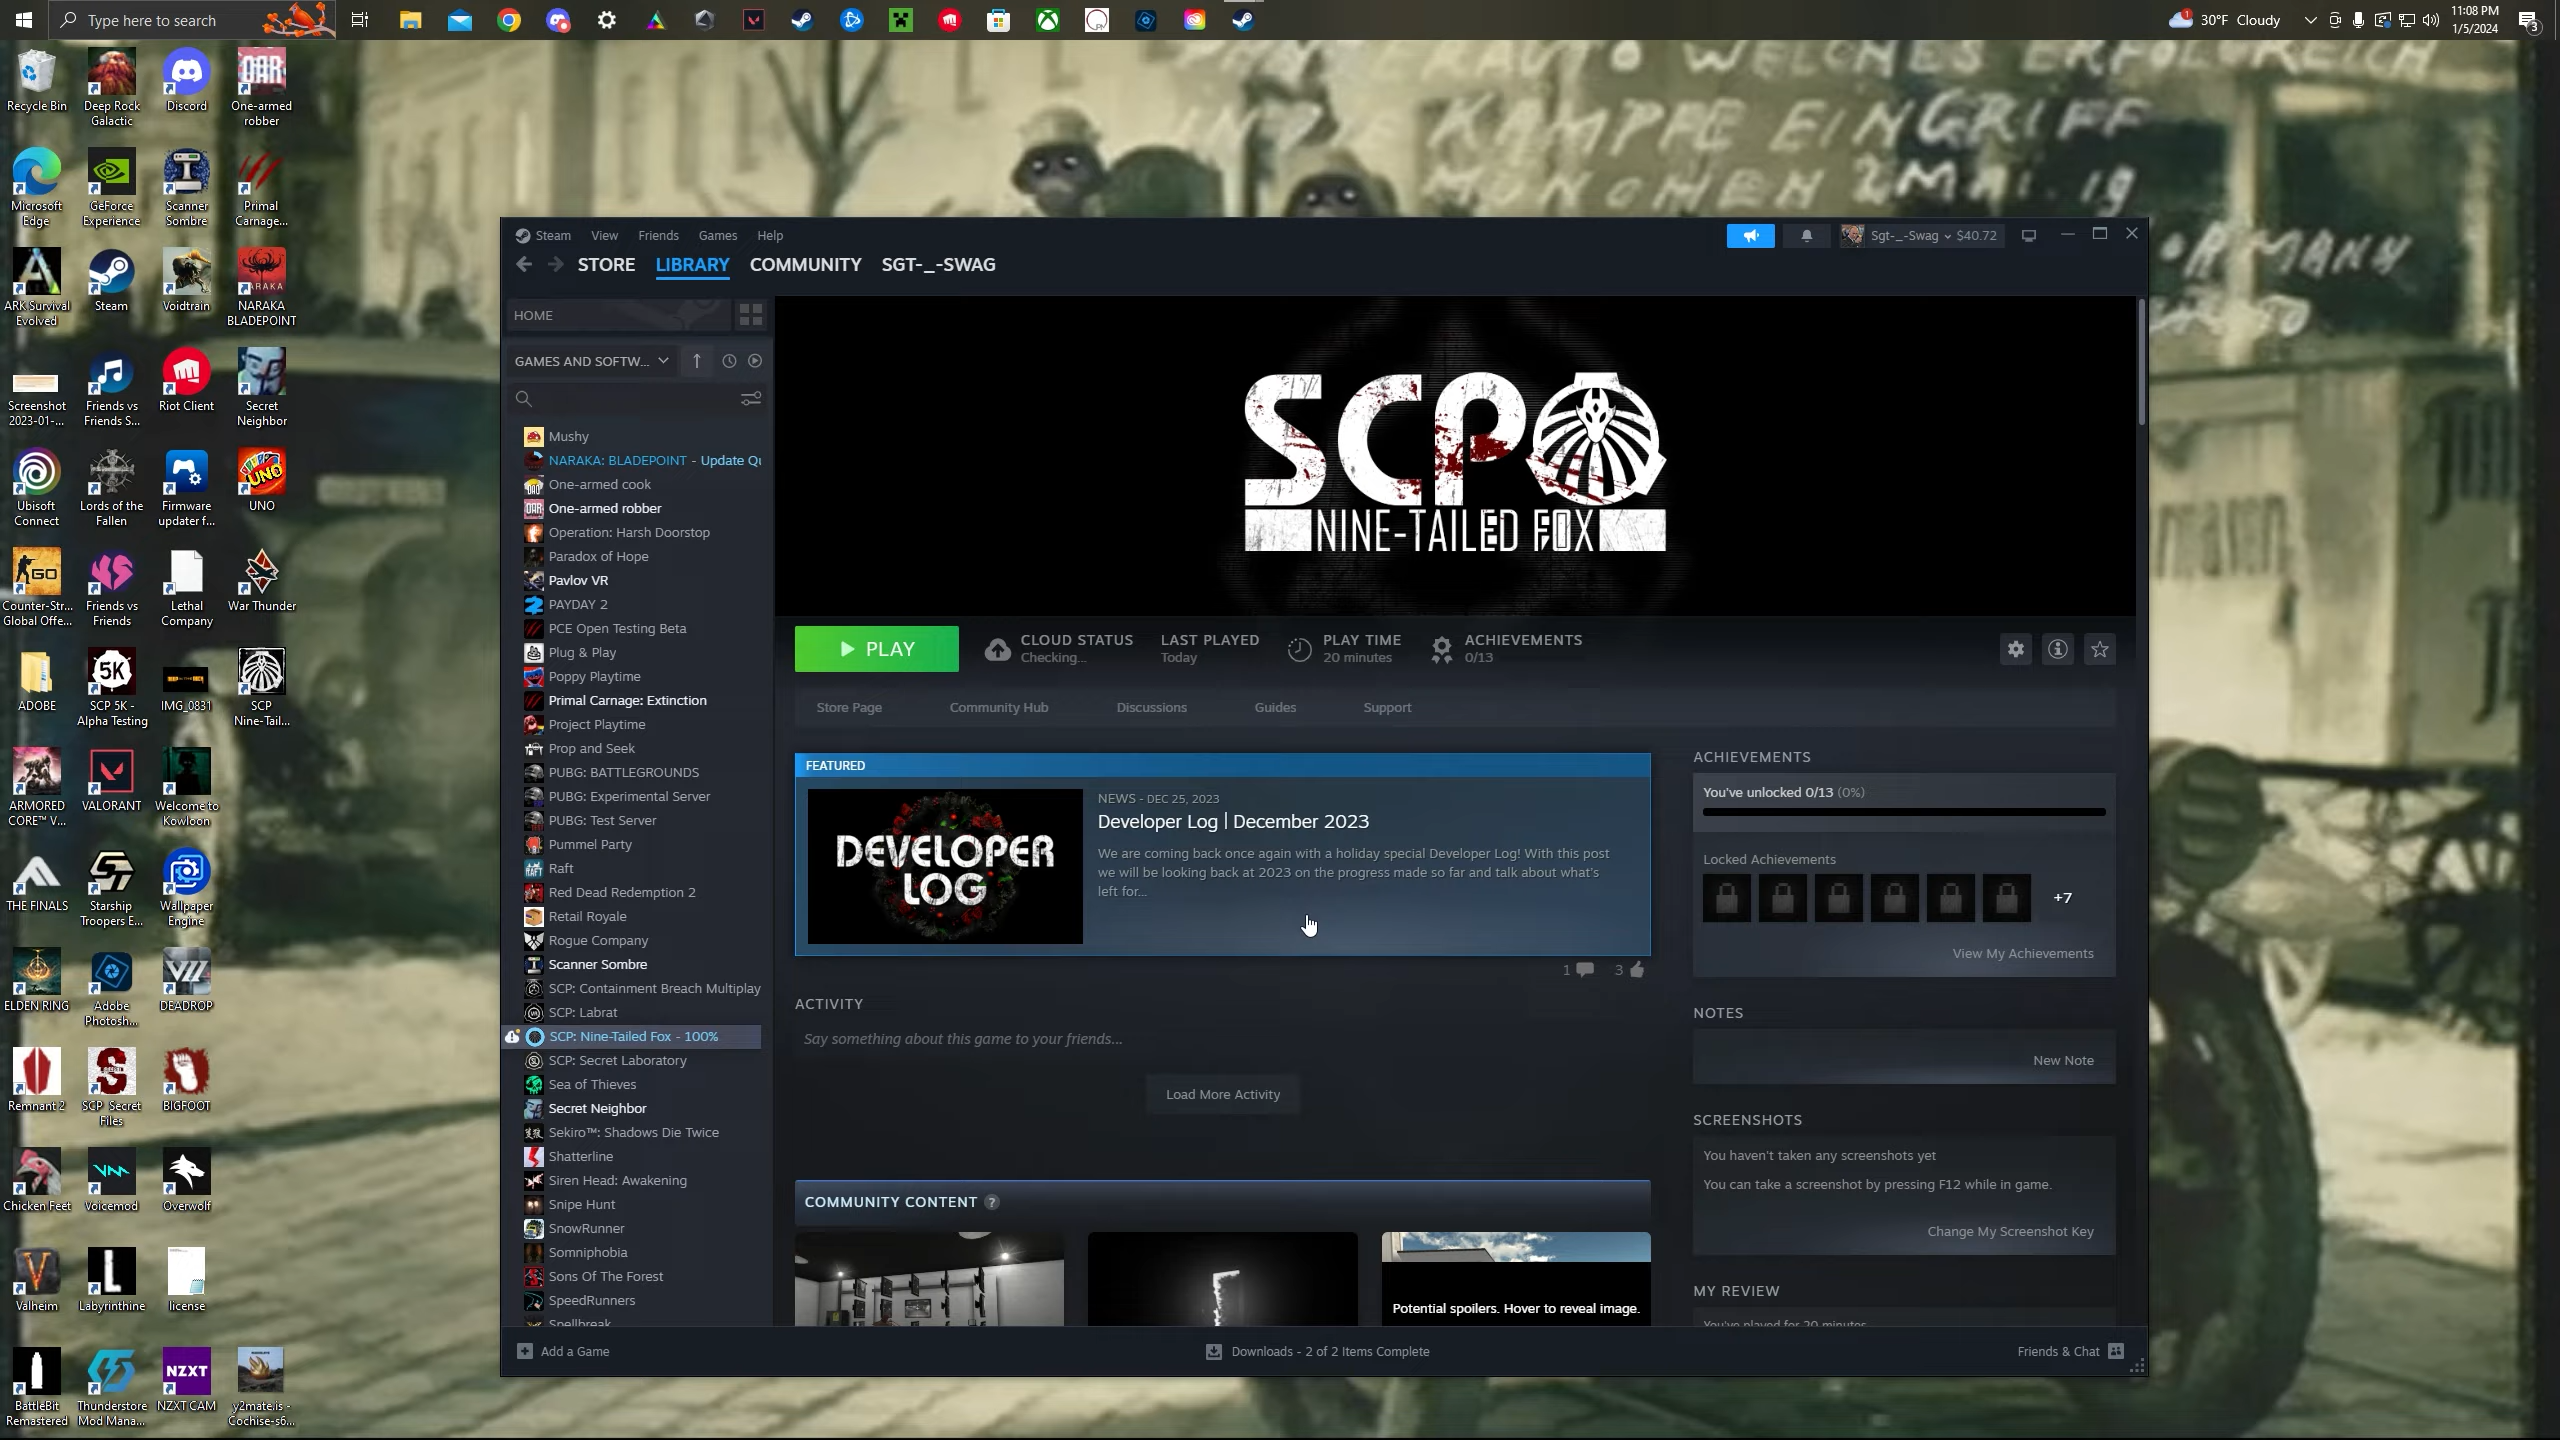 Type here to search
30°F Cloudy
11:08 PM
1/5/2024
3
Recycle Bin
Deep Rock
Galactic
Discord
One-armed
robber
Microsoft
Edge
GeForce
Experience
Scanner
Sombre
Primal
Carnage...
ARK Survival
Evolved
Steam
Voidtrain
NARAKA
BLADEPOINT
Screenshot
2023-01-...
Friends vs
Friends S...
Riot Client
Secret
Neighbor
Ubisoft
Connect
Lords of the
Fallen
Firmware
updater f...
UNO
Counter-Str...
Global Offe...
Friends vs
Friends
Lethal
Company
War Thunder
ADOBE
SCP 5K -
Alpha Testing
IMG_0831
SCP
Nine-Tail...
ARMORED
CORE™ V...
VALORANT
Welcome to
Kowloon
THE FINALS
Starship
Troopers E...
Wallpaper
Engine
ELDEN RING
Adobe
Photosh...
DEADROP
Remnant 2
SCP Secret
Files
BIGFOOT
Chicken Feet
Voicemod
Overwolf
Valheim
Labyrinthine
license
BattleBit
Remastered
Thunderstore
Mod Mana...
NZXT CAM
y2mate.is -
Cochise-s6...
WELCHES ERFOLGREICH
KÄMPFE EINGRIFF
MÜNCHEN 2 MAI. 19
Steam View Friends Games Help
Sgt-_-Swag $40.72
STORE LIBRARY COMMUNITY SGT-_-SWAG
HOME
GAMES AND SOFTW...
Mushy
NARAKA: BLADEPOINT - Update Qu
One-armed cook
One-armed robber
Operation: Harsh Doorstop
Paradox of Hope
Pavlov VR
PAYDAY 2
PCE Open Testing Beta
Plug & Play
Poppy Playtime
Primal Carnage: Extinction
Project Playtime
Prop and Seek
PUBG: BATTLEGROUNDS
PUBG: Experimental Server
PUBG: Test Server
Pummel Party
Raft
Red Dead Redemption 2
Retail Royale
Rogue Company
Scanner Sombre
SCP: Containment Breach Multiplay
SCP: Labrat
SCP: Nine-Tailed Fox - 100%
SCP: Secret Laboratory
Sea of Thieves
Secret Neighbor
Sekiro™: Shadows Die Twice
Shatterline
Siren Head: Awakening
Snipe Hunt
SnowRunner
Somniphobia
Sons Of The Forest
SpeedRunners
Spellbreak
SCP
NINE-TAILED FOX
PLAY
CLOUD STATUS
Checking...
LAST PLAYED
Today
PLAY TIME
20 minutes
ACHIEVEMENTS
0/13
Store Page Community Hub Discussions Guides Support
FEATURED
DEVELOPER
LOG
NEWS - DEC 25, 2023
Developer Log | December 2023
We are coming back once again with a holiday special Developer Log! With this post
we will be looking back at 2023 on the progress made so far and talk about what's
left for...
1 3
ACTIVITY
Say something about this game to your friends...
Load More Activity
COMMUNITY CONTENT ?
Potential spoilers. Hover to reveal image.
ACHIEVEMENTS
You've unlocked 0/13 (0%)
Locked Achievements
+7
View My Achievements
NOTES
New Note
SCREENSHOTS
You haven't taken any screenshots yet
You can take a screenshot by pressing F12 while in game.
Change My Screenshot Key
MY REVIEW
You've played for 20 minutes
Add a Game
Downloads - 2 of 2 Items Complete
Friends & Chat